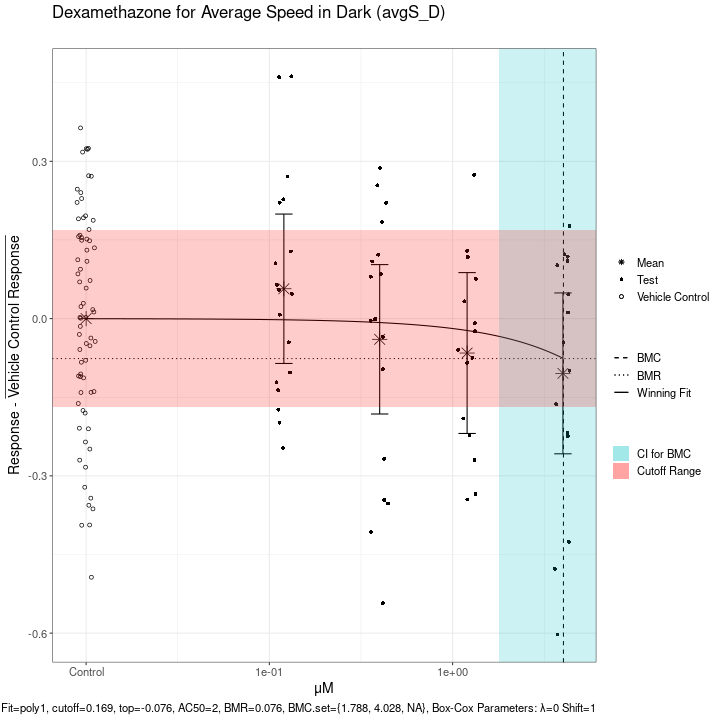 Dexamethazone for Average Speed in Dark (avgS_D)
Response - Vehicle Control Response
0.3
0.0
-0.3
-0.6
Control
1e-01
1e+00
μM
Mean
Test
Vehicle Control
BMC
BMR
Winning Fit
CI for BMC
Cutoff Range
Fit=poly1, cutoff=0.169, top=-0.076, AC50=2, BMR=0.076, BMC.set={1.788, 4.028, NA}, Box-Cox Parameters: λ=0 Shift=1